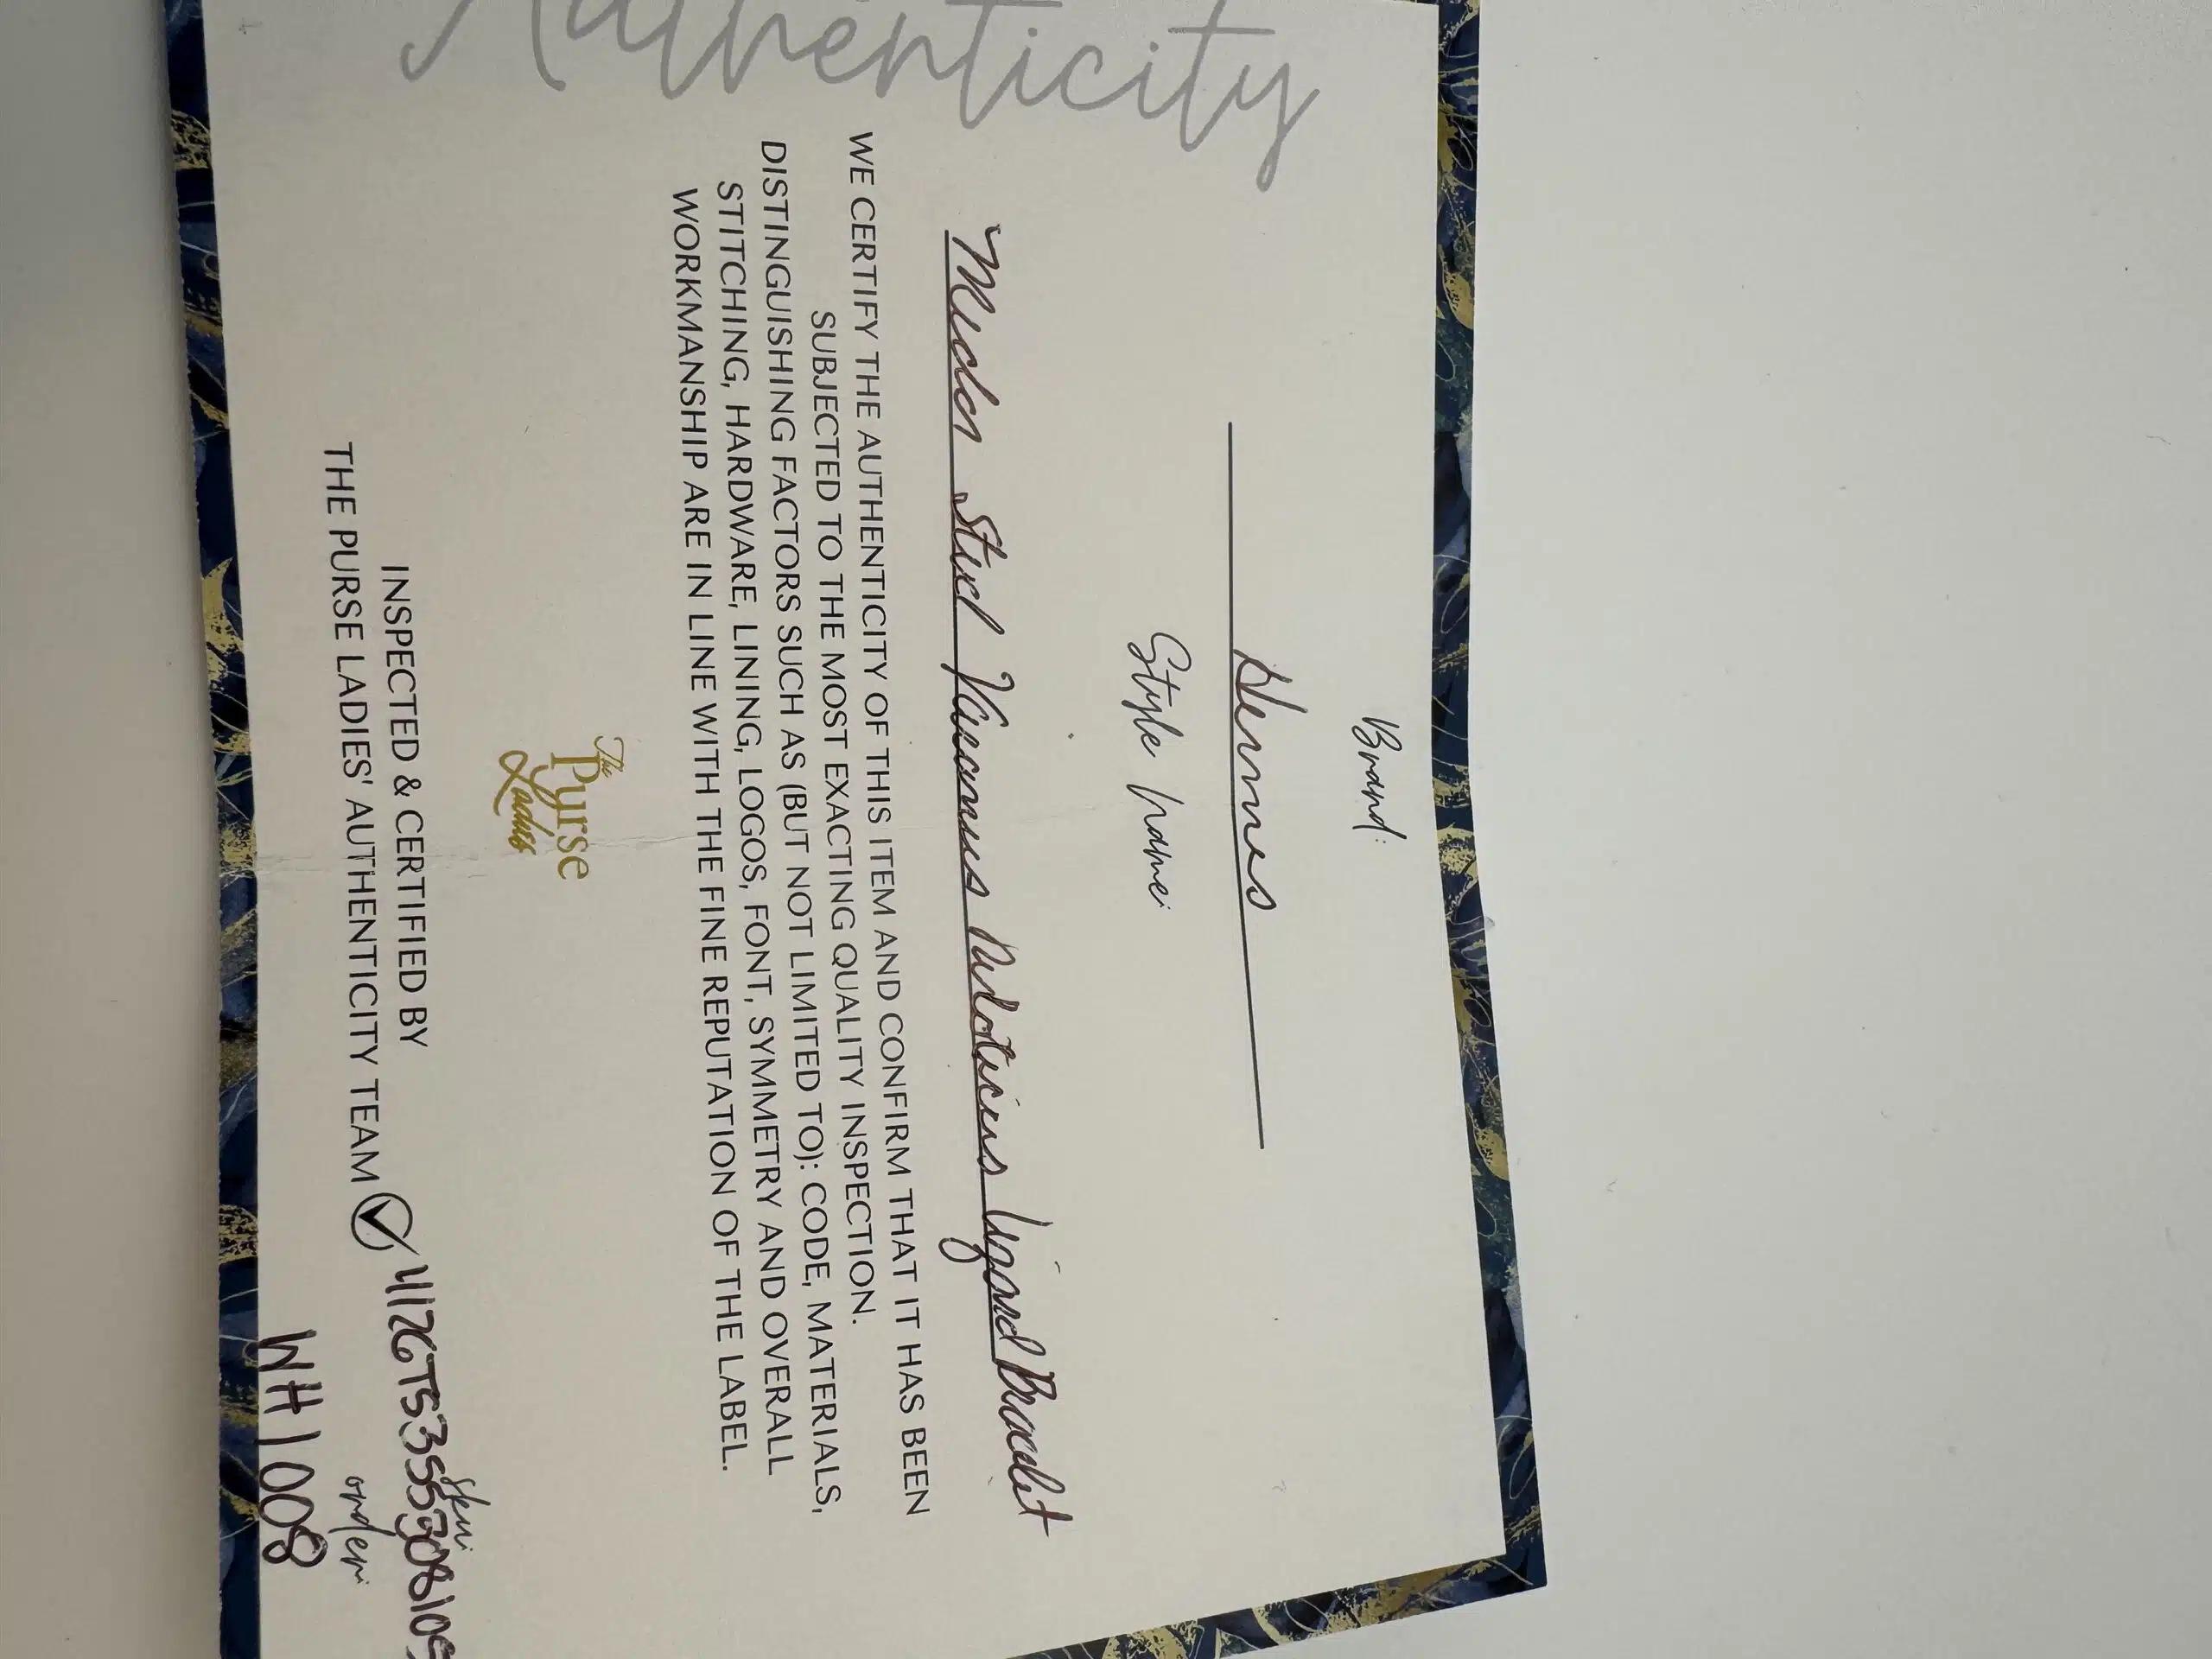 Authenticity
Brand:
Hermes
Style Name:
Medor Stud Varanus Niloticus Lizard Bracelet
WE CERTIFY THE AUTHENTICITY OF THIS ITEM AND CONFIRM THAT IT HAS BEEN
SUBJECTED TO THE MOST EXACTING QUALITY INSPECTION.
DISTINGUISHING FACTORS SUCH AS (BUT NOT LIMITED TO): CODE, MATERIALS,
STITCHING, HARDWARE, LINING, LOGOS, FONT, SYMMETRY AND OVERALL
WORKMANSHIP ARE IN LINE WITH THE FINE REPUTATION OF THE LABEL.
The
Purse
Ladies
INSPECTED & CERTIFIED BY
THE PURSE LADIES' AUTHENTICITY TEAM
sku:
order:
WH1008